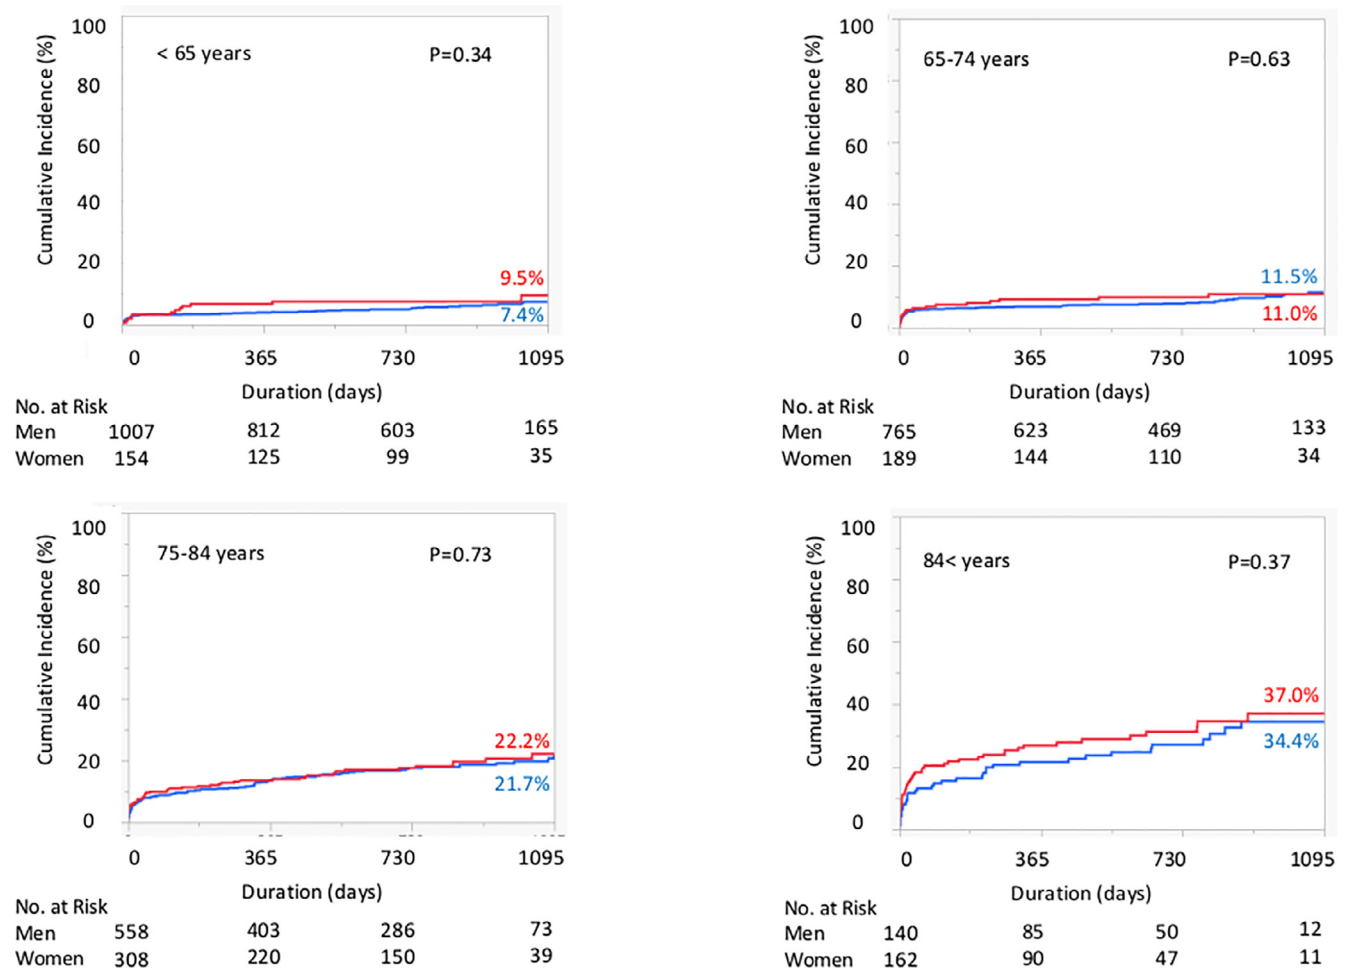 100
80
60
40
20
0
Cumulative Incidence (%)
< 65 years
P=0.34
9.5%
7.4%
0 365 730 1095
Duration (days)
No. at Risk
Men 1007 812 603 165
Women 154 125 99 35
100
80
60
40
20
0
Cumulative Incidence (%)
65-74 years
P=0.63
11.5%
11.0%
0 365 730 1095
Duration (days)
No. at Risk
Men 765 623 469 133
Women 189 144 110 34
100
80
60
40
20
0
Cumulative Incidence (%)
75-84 years
P=0.73
22.2%
21.7%
0 365 730 1095
Duration (days)
No. at Risk
Men 558 403 286 73
Women 308 220 150 39
100
80
60
40
20
0
Cumulative Incidence (%)
84< years
P=0.37
37.0%
34.4%
0 365 730 1095
Duration (days)
No. at Risk
Men 140 85 50 12
Women 162 90 47 11